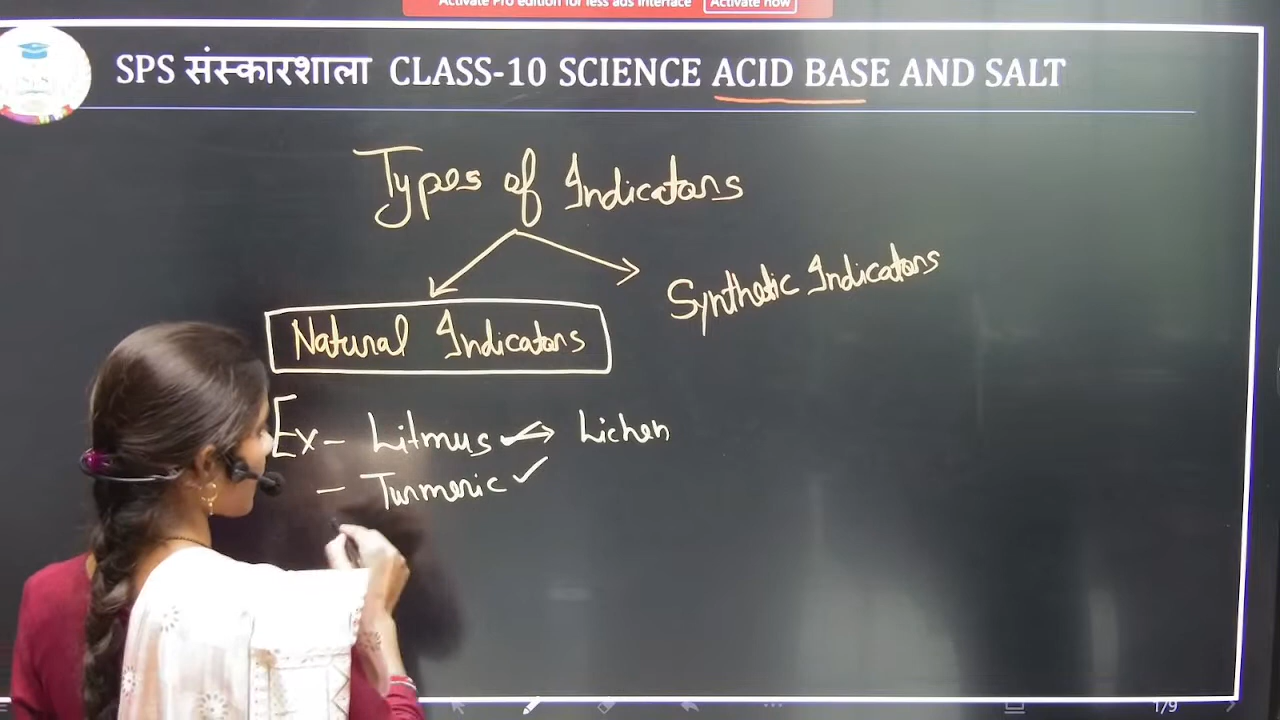 Activate Pro edition for less ads interface Activate now
SPS संस्कारशाला CLASS-10 SCIENCE ACID BASE AND SALT
Types of Indicators
Natural Indicators
Synthetic Indicators
Ex- Litmus Lichen
- Turmeric
1/9